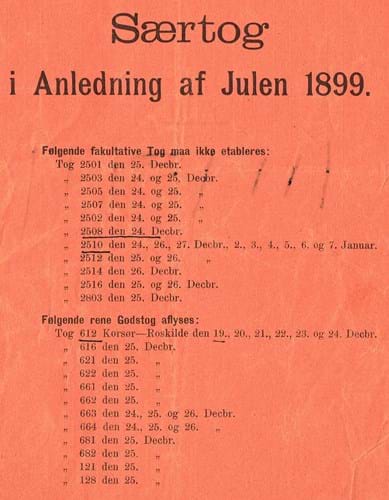 Særtog
i Anledning af Julen 1899.
Følgende fakultative Tog maa ikke etableres:
Tog 2501 den 25. Decbr.
„ 2503 den 24. og 25. Decbr.
„ 2505 den 24. og 25. „
„ 2507 den 24. og 25. „
„ 2502 den 24. og 25. „
„ 2508 den 24. Decbr.
„ 2510 den 24., 26., 27. Decbr., 2., 3., 4., 5., 6. og 7. Januar.
„ 2512 den 25. og 26. „
„ 2514 den 26. Decbr.
„ 2516 den 25. og 26. Decbr.
„ 2803 den 25. Decbr.
Følgende rene Godstog aflyses:
Tog 612 Korsør—Roskilde den 19., 20., 21., 22., 23. og 24. Decbr.
„ 616 den 25. Decbr.
„ 621 den 25. „
„ 622 den 25. „
„ 661 den 25. „
„ 662 den 25. „
„ 663 den 24., 25. og 26. Decbr.
„ 664 den 24., 25. og 26. „
„ 681 den 25. Decbr.
„ 682 den 25. „
„ 121 den 25. „
„ 128 den 25. „